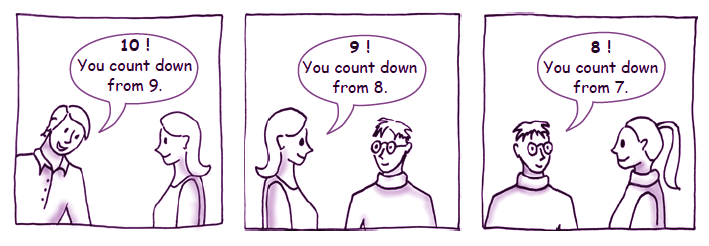 10 !
You count down
from 9.
9 !
You count down
from 8.
8 !
You count down
from 7.